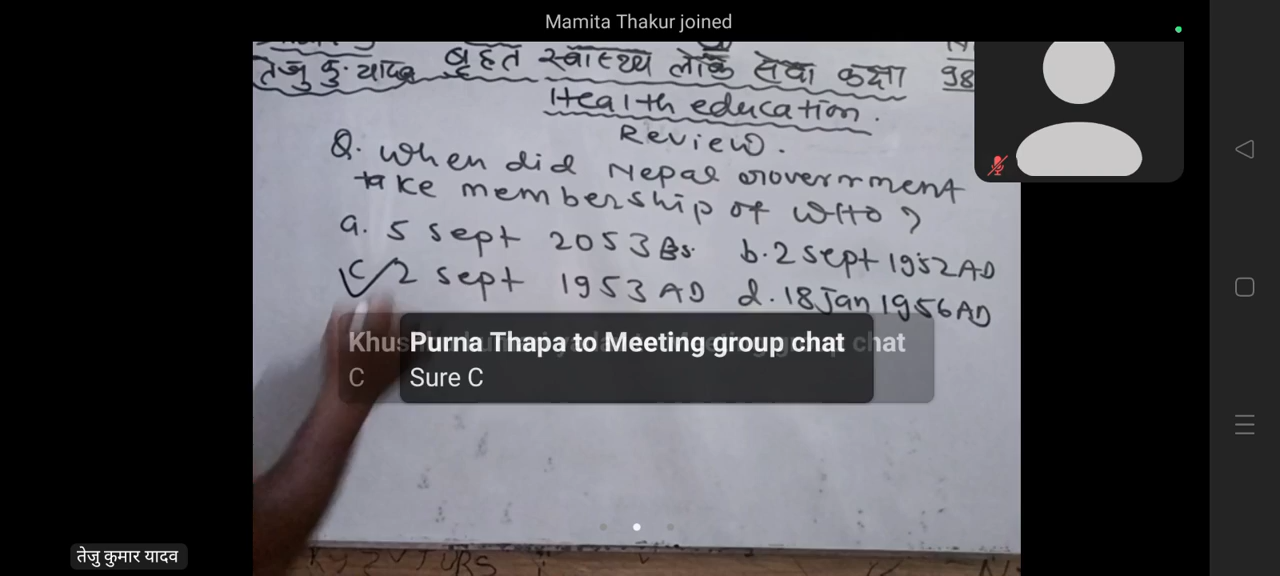 Mamita Thakur joined
तेजु कु. यादव बृहत स्वास्थ्य लोक सेवा कक्षा 98
Health education.
Review.
Q. When did Nepal Government
take membership of WHO?
a. 5 Sept 2053 BS. b. 2 Sept 1952 AD
C 2 Sept 1953 AD d. 18 Jan 1956 AD
Purna Thapa to Meeting group chat
Sure C
C
तेजु कुमार यादव